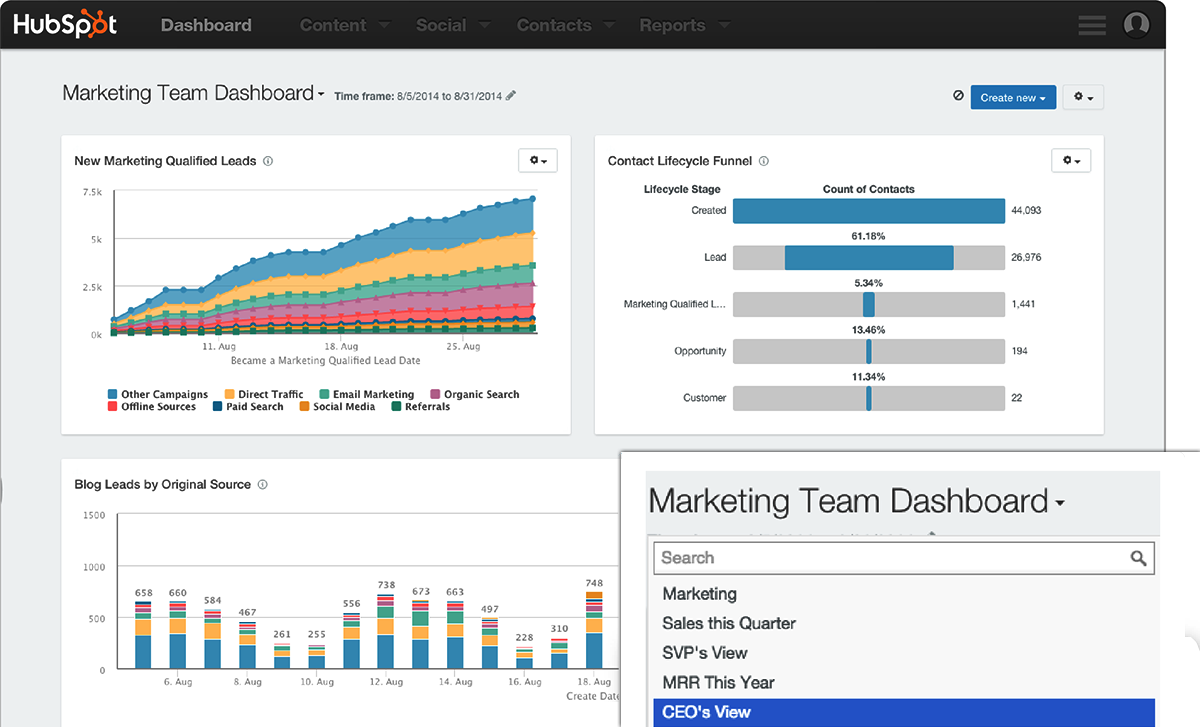 HubSpot Dashboard Content Social Contacts Reports
Marketing Team Dashboard Time frame: 8/5/2014 to 8/31/2014
Create new
New Marketing Qualified Leads
7.5k
5k
2.5k
0k
11. Aug 18. Aug 25. Aug
Became a Marketing Qualified Lead Date
Other Campaigns Direct Traffic Email Marketing Organic Search
Offline Sources Paid Search Social Media Referrals
Contact Lifecycle Funnel
Lifecycle Stage Count of Contacts
Created 44,093
61.18%
Lead 26,976
5.34%
Marketing Qualified L... 1,441
13.46%
Opportunity 194
11.34%
Customer 22
Blog Leads by Original Source
1500
1000
500
0
658 660 584 467 261 255 556 738 673 663 497 228 310 748
6. Aug 8. Aug 10. Aug 12. Aug 14. Aug 16. Aug 18. Aug
Create Date
Marketing Team Dashboard
Search
Marketing
Sales this Quarter
SVP's View
MRR This Year
CEO's View